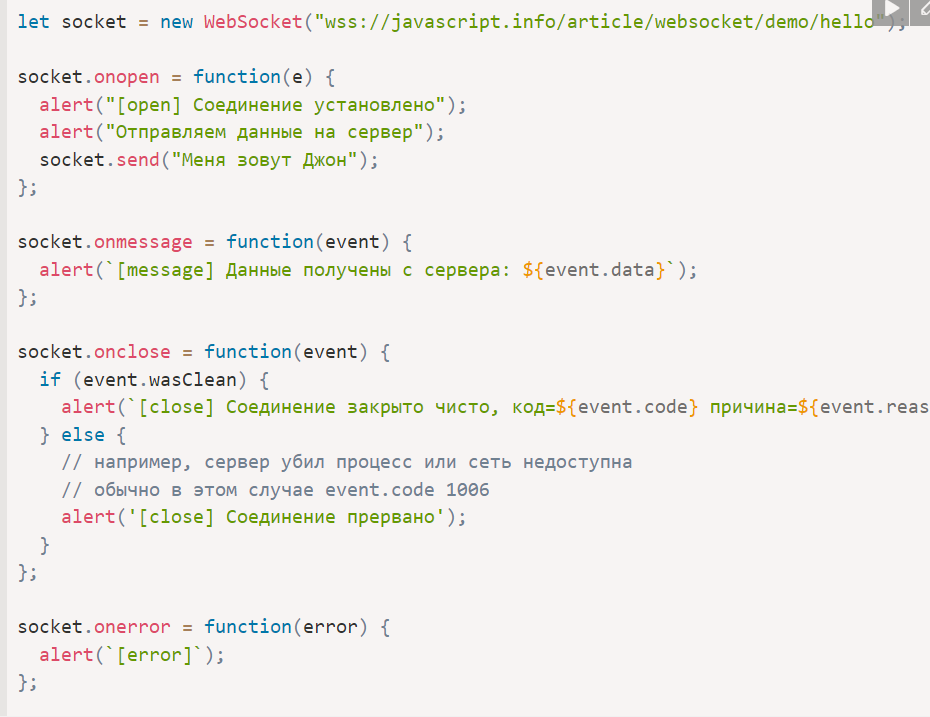 let socket = new WebSocket("wss://javascript.info/article/websocket/demo/hello");
socket.onopen = function(e) {
  alert("[open] Соединение установлено");
  alert("Отправляем данные на сервер");
  socket.send("Меня зовут Джон");
};
socket.onmessage = function(event) {
  alert(`[message] Данные получены с сервера: ${event.data}`);
};
socket.onclose = function(event) {
  if (event.wasClean) {
    alert(`[close] Соединение закрыто чисто, код=${event.code} причина=${event.reas
  } else {
    // например, сервер убил процесс или сеть недоступна
    // обычно в этом случае event.code 1006
    alert('[close] Соединение прервано');
  }
};
socket.onerror = function(error) {
  alert(`[error]`);
};